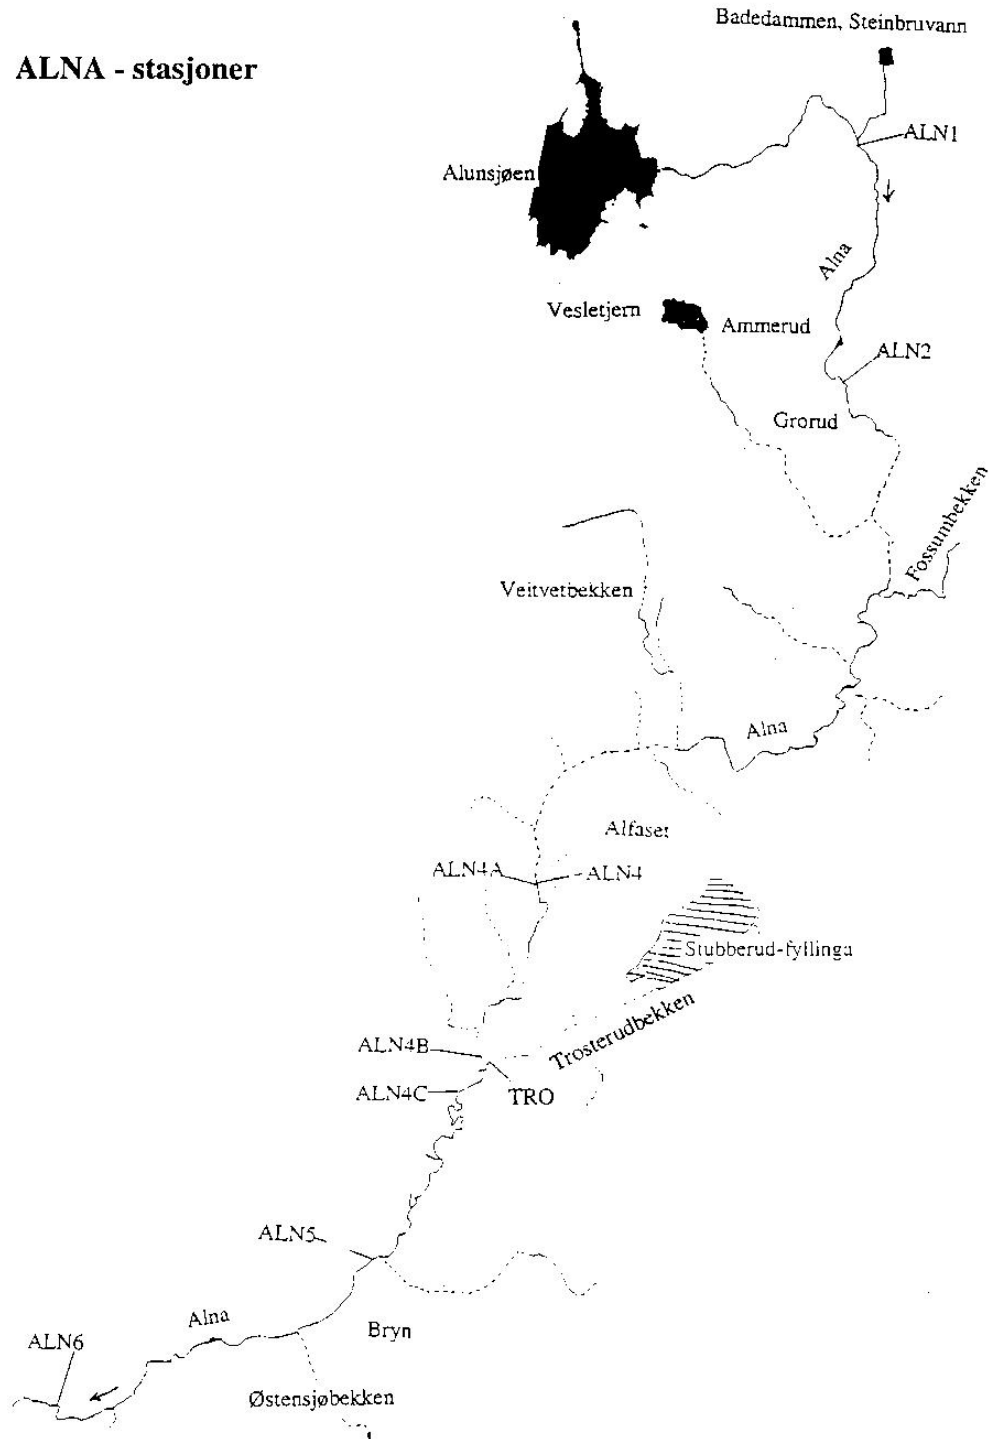 Badedammen, Steinbruvann
ALNA - stasjoner
ALN1
Alunsjøen
Alna
Vesletjern
Ammerud
ALN2
Grorud
Fossumbekken
Veitvetbekken
Alna
Alfaset
ALN4A
ALN4
Stubberud-fyllinga
Trosterudbekken
ALN4B
ALN4C
TRO
ALN5
Alna
Bryn
ALN6
Østensjøbekken